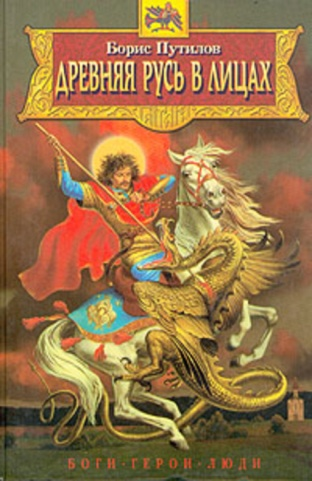 Борис Путилов
ДРЕВНЯЯ РУСЬ В ЛИЦАХ
БОГИ · ГЕРОИ · ЛЮДИ